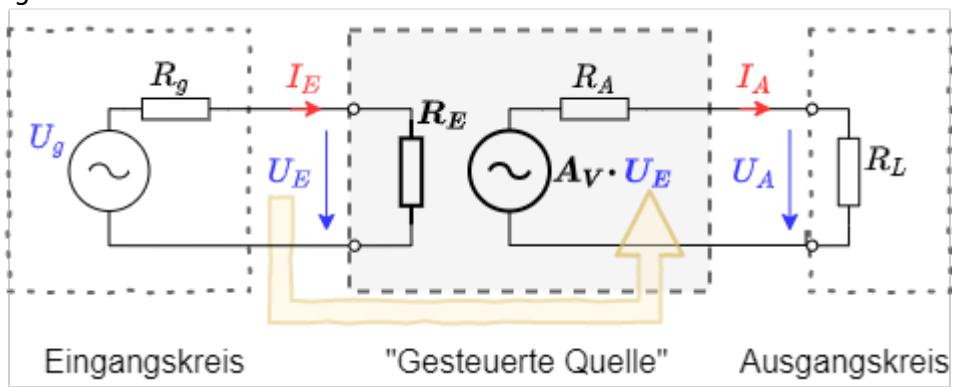 R_g I_E R_E R_A I_A
U_g U_E A_V · U_E U_A R_L
Eingangskreis "Gesteuerte Quelle" Ausgangskreis